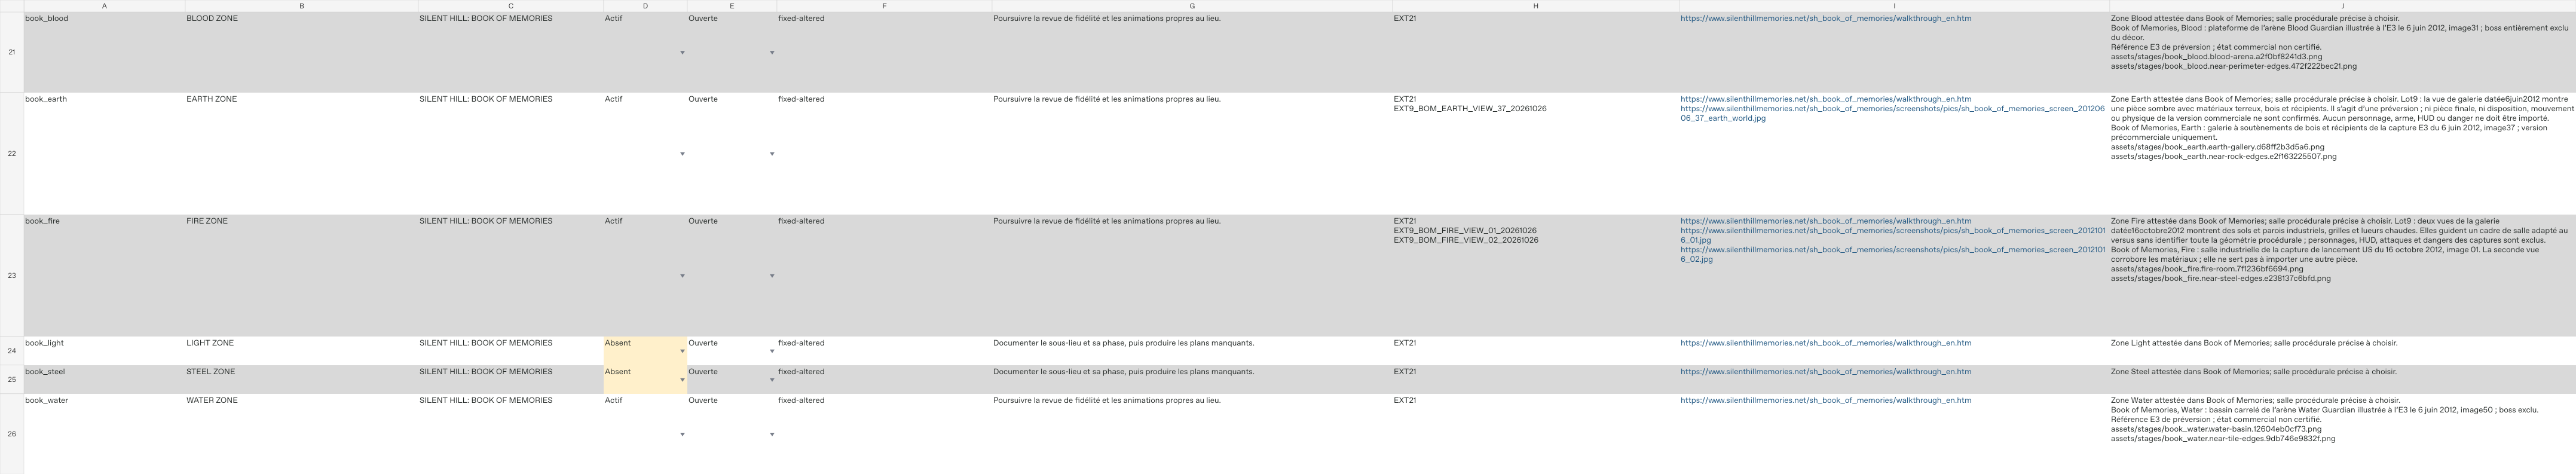 A B C D E F G H I J
21
book_blood
BLOOD ZONE
SILENT HILL: BOOK OF MEMORIES
Actif
Ouverte
fixed-altered
Poursuivre la revue de fidélité et les animations propres au lieu.
EXT21
https://www.silenthillmemories.net/sh_book_of_memories/walkthrough_en.htm
Zone Blood attestée dans Book of Memories; salle procédurale précise à choisir.
Book of Memories, Blood : plateforme de l'arène Blood Guardian illustrée à l'E3 le 6 juin 2012, image31 ; boss entièrement exclu
du décor.
Référence E3 de préversion ; état commercial non certifié.
assets/stages/book_blood.blood-arena.a2f0bf8241d3.png
assets/stages/book_blood.near-perimeter-edges.472f222bec21.png
22
book_earth
EARTH ZONE
SILENT HILL: BOOK OF MEMORIES
Actif
Ouverte
fixed-altered
Poursuivre la revue de fidélité et les animations propres au lieu.
EXT21
EXT9_BOM_EARTH_VIEW_37_20261026
https://www.silenthillmemories.net/sh_book_of_memories/walkthrough_en.htm
https://www.silenthillmemories.net/sh_book_of_memories/screenshots/pics/sh_book_of_memories_screen_201206
06_37_earth_world.jpg
Zone Earth attestée dans Book of Memories; salle procédurale précise à choisir. Lot9 : la vue de galerie datée6juin2012 montre
une pièce sombre avec matériaux terreux, bois et récipients. Il s'agit d'une préversion ; ni pièce finale, ni disposition, mouvement
ou physique de la version commerciale ne sont confirmés. Aucun personnage, arme, HUD ou danger ne doit être importé.
Book of Memories, Earth : galerie à soutènements de bois et récipients de la capture E3 du 6 juin 2012, image37 ; version
précommerciale uniquement.
assets/stages/book_earth.earth-gallery.d68ff2b3d5a6.png
assets/stages/book_earth.near-rock-edges.e2f163225507.png
23
book_fire
FIRE ZONE
SILENT HILL: BOOK OF MEMORIES
Actif
Ouverte
fixed-altered
Poursuivre la revue de fidélité et les animations propres au lieu.
EXT21
EXT9_BOM_FIRE_VIEW_01_20261026
EXT9_BOM_FIRE_VIEW_02_20261026
https://www.silenthillmemories.net/sh_book_of_memories/walkthrough_en.htm
https://www.silenthillmemories.net/sh_book_of_memories/screenshots/pics/sh_book_of_memories_screen_2012101
6_01.jpg
https://www.silenthillmemories.net/sh_book_of_memories/screenshots/pics/sh_book_of_memories_screen_2012101
6_02.jpg
Zone Fire attestée dans Book of Memories; salle procédurale précise à choisir. Lot9 : deux vues de la galerie
datée16octobre2012 montrent des sols et parois industriels, grilles et lueurs chaudes. Elles guident un cadre de salle adapté au
versus sans identifier toute la géométrie procédurale ; personnages, HUD, attaques et dangers des captures sont exclus.
Book of Memories, Fire : salle industrielle de la capture de lancement US du 16 octobre 2012, image 01. La seconde vue
corrobore les matériaux ; elle ne sert pas à importer une autre pièce.
assets/stages/book_fire.fire-room.7f1236bf6694.png
assets/stages/book_fire.near-steel-edges.e238137c6bfd.png
24
book_light
LIGHT ZONE
SILENT HILL: BOOK OF MEMORIES
Absent
Ouverte
fixed-altered
Documenter le sous-lieu et sa phase, puis produire les plans manquants.
EXT21
https://www.silenthillmemories.net/sh_book_of_memories/walkthrough_en.htm
Zone Light attestée dans Book of Memories; salle procédurale précise à choisir.
25
book_steel
STEEL ZONE
SILENT HILL: BOOK OF MEMORIES
Absent
Ouverte
fixed-altered
Documenter le sous-lieu et sa phase, puis produire les plans manquants.
EXT21
https://www.silenthillmemories.net/sh_book_of_memories/walkthrough_en.htm
Zone Steel attestée dans Book of Memories; salle procédurale précise à choisir.
26
book_water
WATER ZONE
SILENT HILL: BOOK OF MEMORIES
Actif
Ouverte
fixed-altered
Poursuivre la revue de fidélité et les animations propres au lieu.
EXT21
https://www.silenthillmemories.net/sh_book_of_memories/walkthrough_en.htm
Zone Water attestée dans Book of Memories; salle procédurale précise à choisir.
Book of Memories, Water : bassin carrelé de l'arène Water Guardian illustrée à l'E3 le 6 juin 2012, image50 ; boss exclu.
Référence E3 de préversion ; état commercial non certifié.
assets/stages/book_water.water-basin.12604eb0cf73.png
assets/stages/book_water.near-tile-edges.9db746e9832f.png